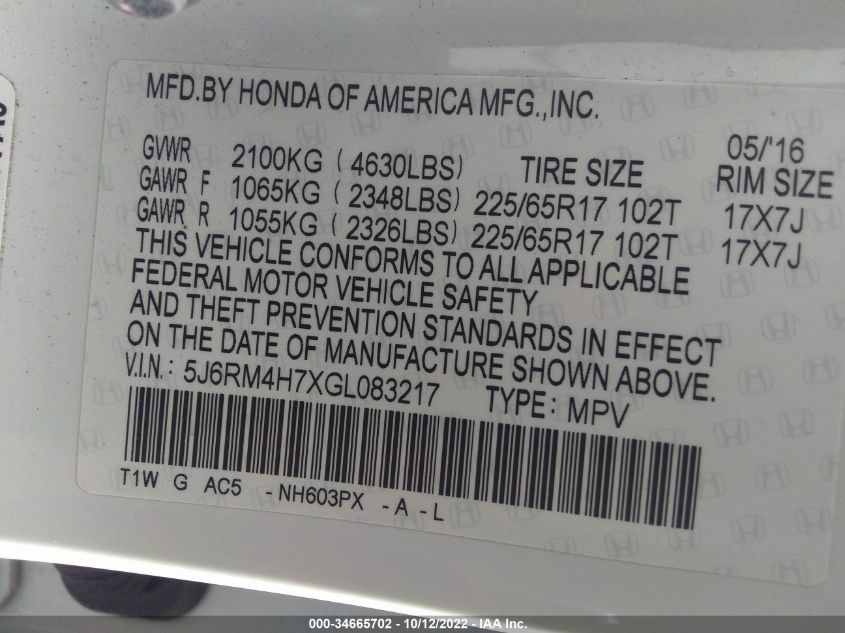 MFD.BY HONDA OF AMERICA MFG.,INC.
05/'16
GVWR 2100KG ( 4630LBS) TIRE SIZE RIM SIZE
GAWR F 1065KG ( 2348LBS) 225/65R17 102T 17X7J
GAWR R 1055KG ( 2326LBS) 225/65R17 102T 17X7J
THIS VEHICLE CONFORMS TO ALL APPLICABLE
FEDERAL MOTOR VEHICLE SAFETY
AND THEFT PREVENTION STANDARDS IN EFFECT
ON THE DATE OF MANUFACTURE SHOWN ABOVE.
V.I.N.: 5J6RM4H7XGL083217 TYPE: MPV
T1W G AC5 -NH603PX -A-L
000-34665702 - 10/12/2022 - IAA Inc.